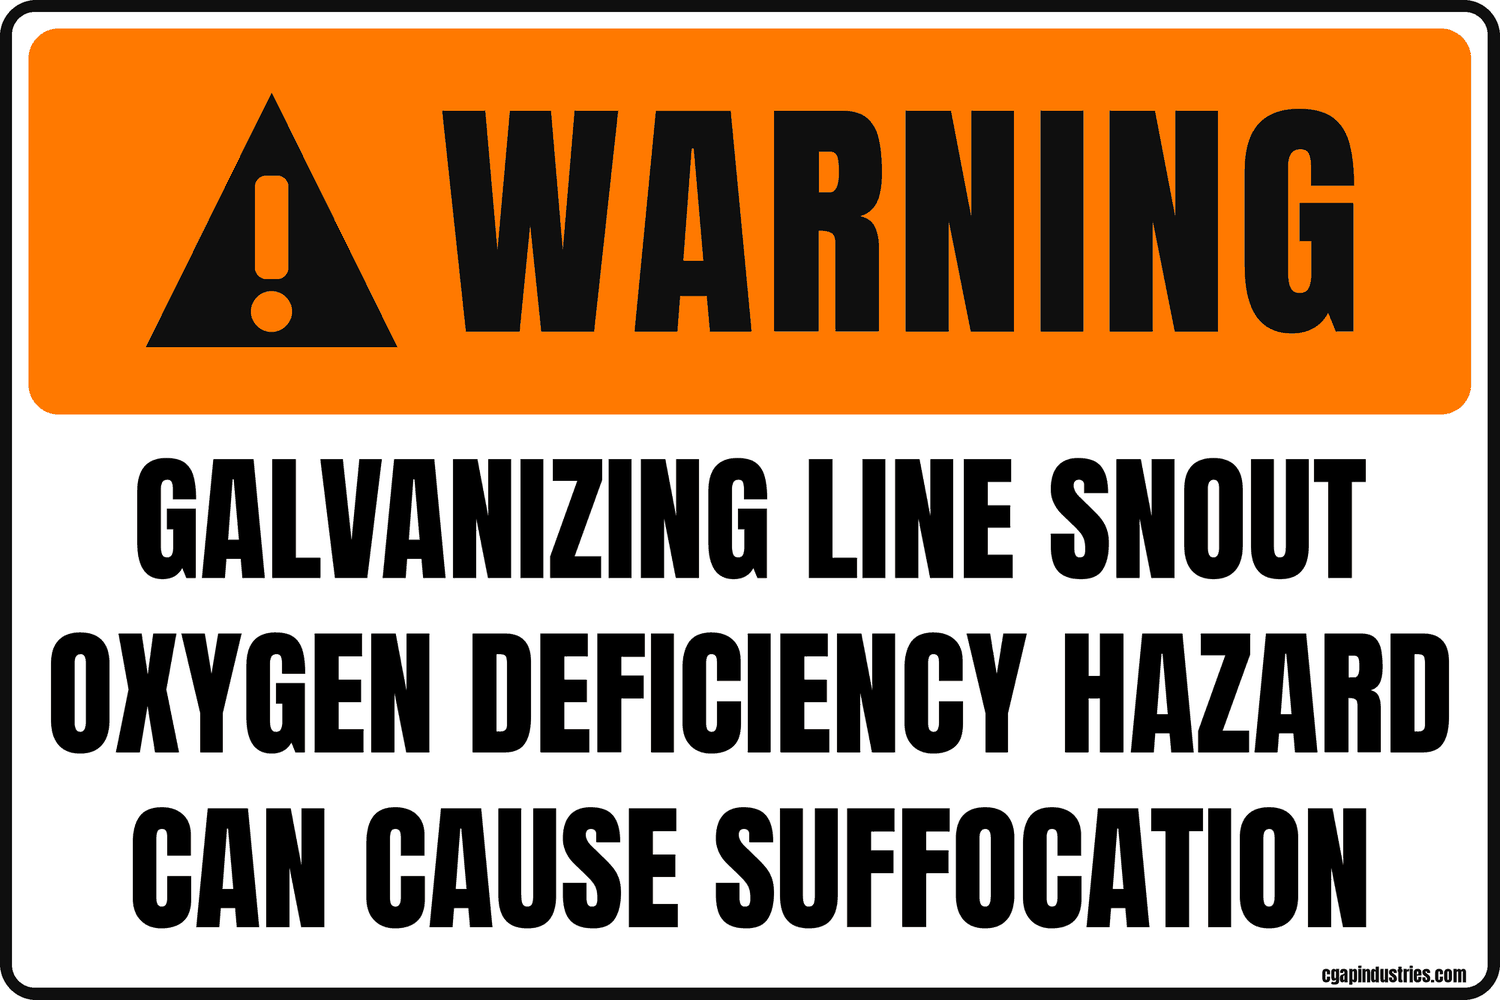 WARNING
GALVANIZING LINE SNOUT
OXYGEN DEFICIENCY HAZARD
CAN CAUSE SUFFOCATION
cgapindustries.com